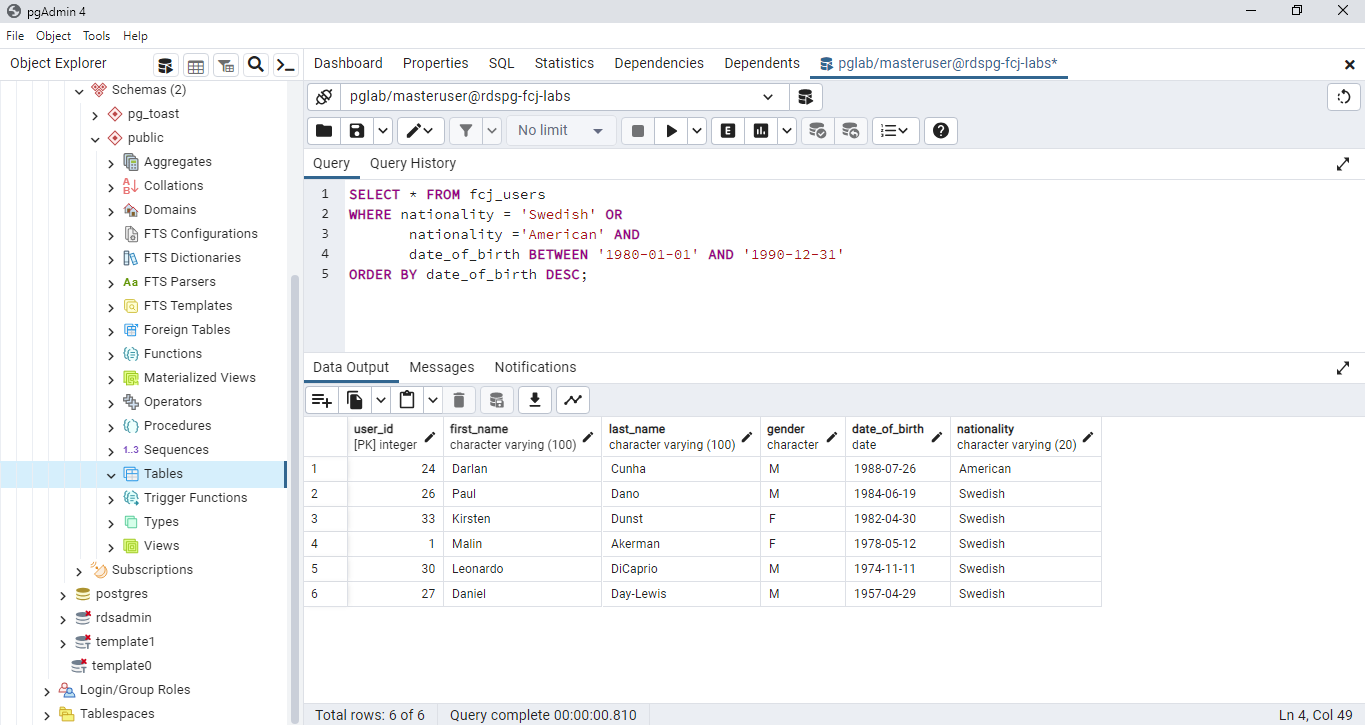 pgAdmin 4
File Object Tools Help
Object Explorer
Dashboard Properties SQL Statistics Dependencies Dependents pglab/masteruser@rdspg-fcj-labs*
Schemas (2)
pg_toast
public
Aggregates
Collations
Domains
FTS Configurations
FTS Dictionaries
FTS Parsers
FTS Templates
Foreign Tables
Functions
Materialized Views
Operators
Procedures
Sequences
Tables
Trigger Functions
Types
Views
Subscriptions
postgres
rdsadmin
template1
template0
Login/Group Roles
Tablespaces
pglab/masteruser@rdspg-fcj-labs
No limit
Query Query History
1 SELECT * FROM fcj_users
2 WHERE nationality = 'Swedish' OR
3 nationality ='American' AND
4 date_of_birth BETWEEN '1980-01-01' AND '1990-12-31'
5 ORDER BY date_of_birth DESC;
Data Output Messages Notifications
user_id first_name last_name gender date_of_birth nationality
[PK] integer character varying (100) character varying (100) character date character varying (20)
1 24 Darlan Cunha M 1988-07-26 American
2 26 Paul Dano M 1984-06-19 Swedish
3 33 Kirsten Dunst F 1982-04-30 Swedish
4 1 Malin Akerman F 1978-05-12 Swedish
5 30 Leonardo DiCaprio M 1974-11-11 Swedish
6 27 Daniel Day-Lewis M 1957-04-29 Swedish
Total rows: 6 of 6 Query complete 00:00:00.810 Ln 4, Col 49